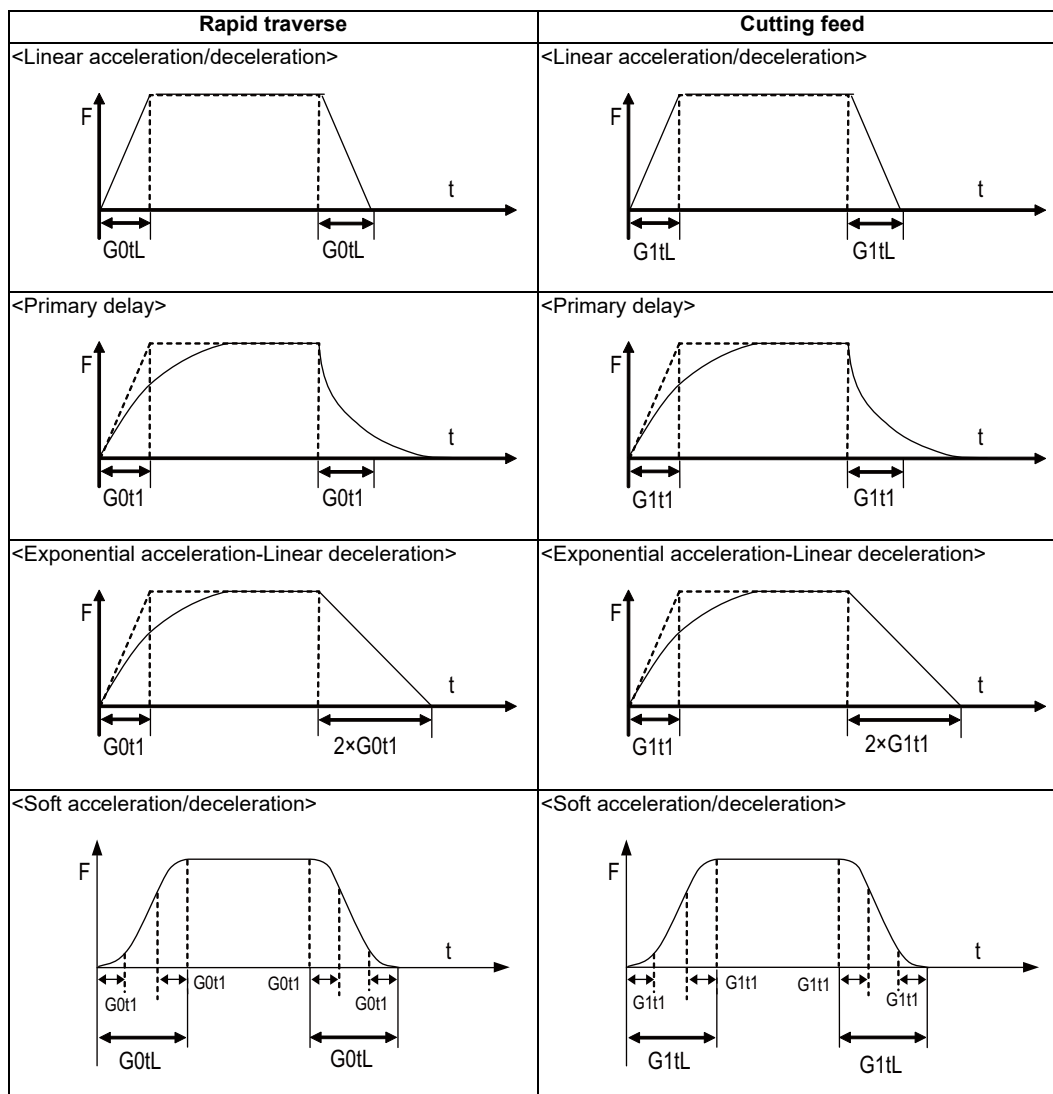 Rapid traverse
Cutting feed
<Linear acceleration/deceleration>
F
t
G0tL
G0tL
<Linear acceleration/deceleration>
F
t
G1tL
G1tL
<Primary delay>
F
t
G0t1
G0t1
<Primary delay>
F
t
G1t1
G1t1
<Exponential acceleration-Linear deceleration>
F
t
G0t1
2×G0t1
<Exponential acceleration-Linear deceleration>
F
t
G1t1
2×G1t1
<Soft acceleration/deceleration>
F
t
G0t1
G0t1
G0t1
G0t1
G0tL
G0tL
<Soft acceleration/deceleration>
F
t
G1t1
G1t1
G1t1
G1t1
G1tL
G1tL